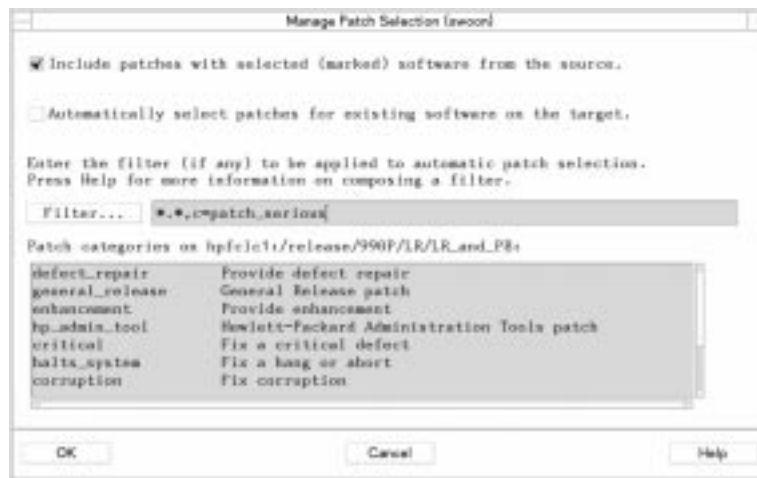 Manage Patch Selection (swoon)
Include patches with selected (marked) software from the source.
Automatically select patches for existing software on the target.
Enter the filter (if any) to be applied to automatic patch selection.
Press Help for more information on composing a filter.
Filter... *.*,c=patch_serious
Patch categories on hpfclc1:/release/990P/LR/LR_and_PB:
defect_repair Provide defect repair
general_release General Release patch
enhancement Provide enhancement
hp_admin_tool Hewlett-Packard Administration Tools patch
critical Fix a critical defect
halts_system Fix a hang or abort
corruption Fix corruption
OK Cancel Help